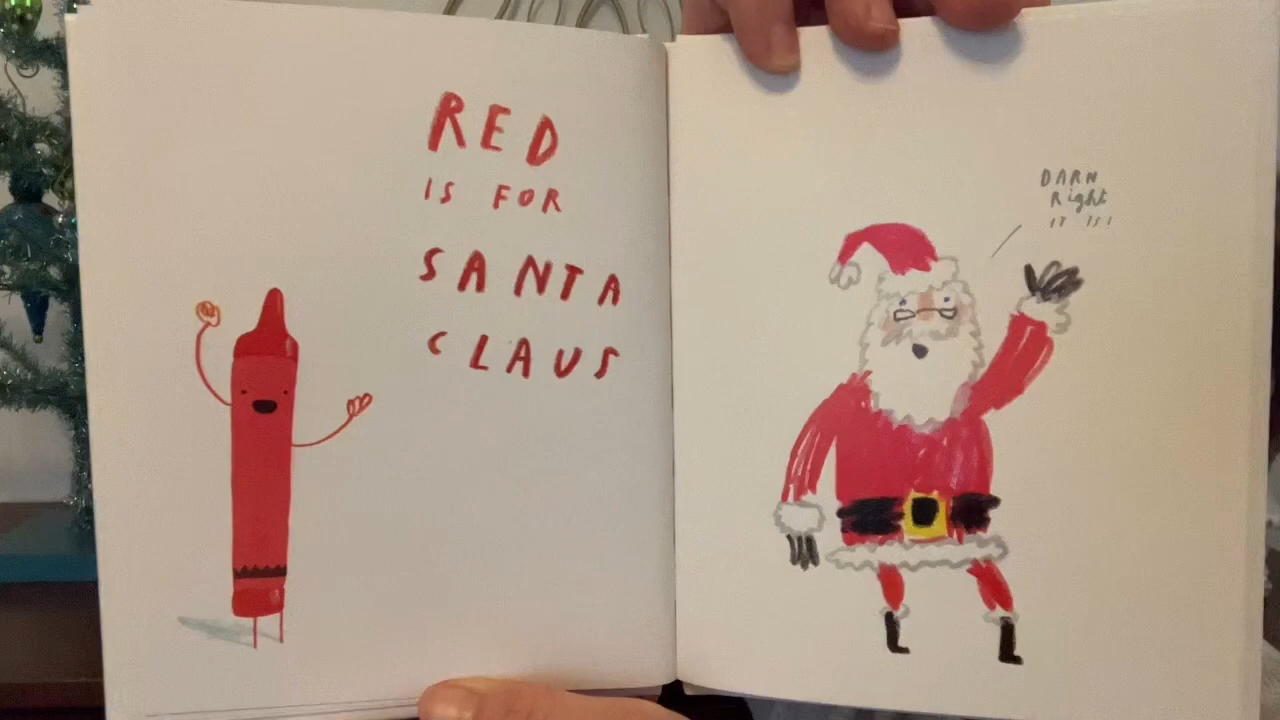 RED
IS FOR
SANTA
CLAUS
DARN
Right
IT IS!